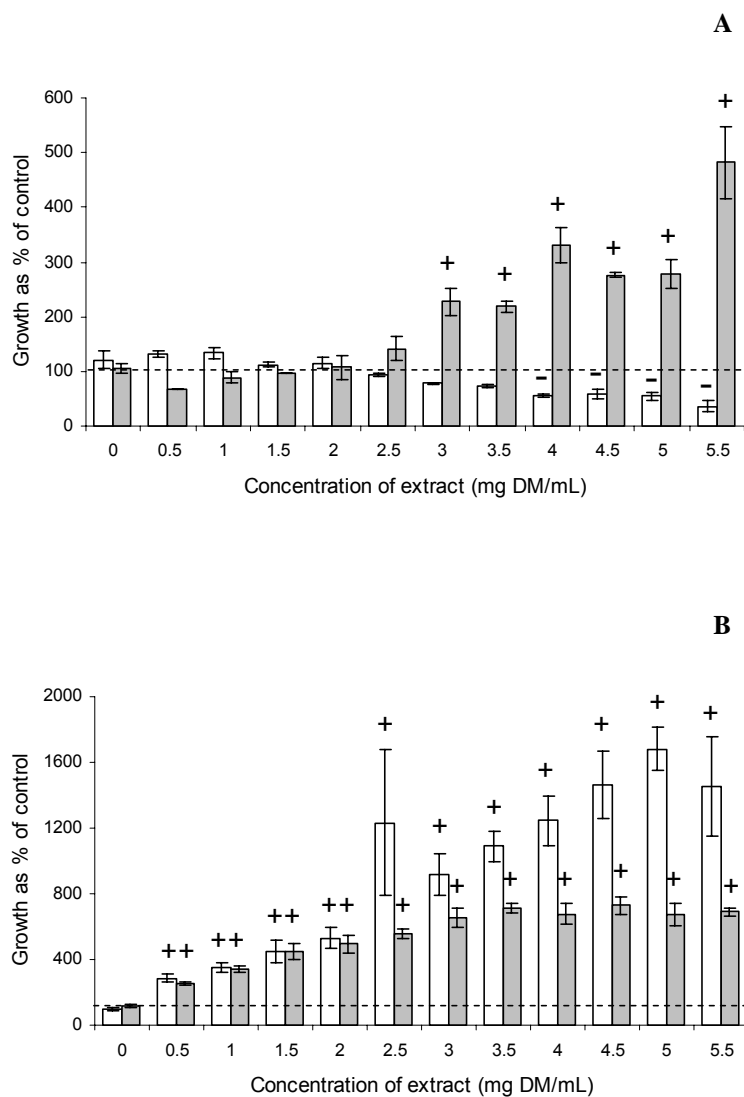 A
600
500
400
300
200
100
0
Growth as % of control
+ + + + + +
- - - -
0 0.5 1 1.5 2 2.5 3 3.5 4 4.5 5 5.5
Concentration of extract (mg DM/mL)
B
2000
1600
1200
800
400
0
Growth as % of control
+ + + + + + +
++ ++ ++ ++ + + + + + + +
0 0.5 1 1.5 2 2.5 3 3.5 4 4.5 5 5.5
Concentration of extract (mg DM/mL)